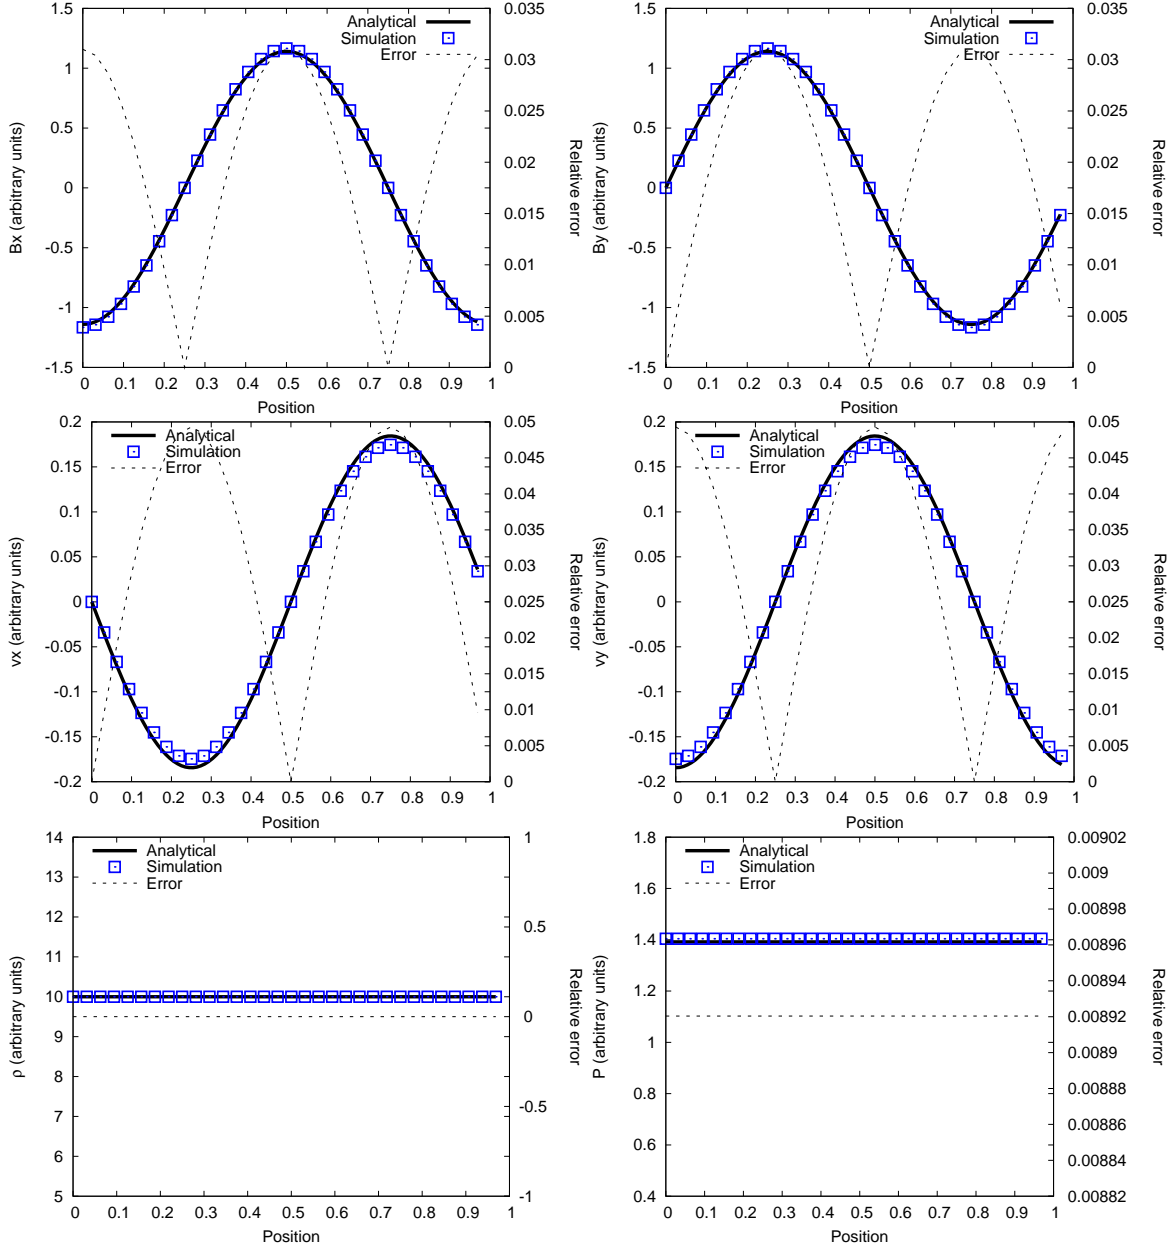 1.5
1
0.5
0
-0.5
-1
-1.5
0 0.1 0.2 0.3 0.4 0.5 0.6 0.7 0.8 0.9 1
0.035
0.03
0.025
0.02
0.015
0.01
0.005
0
Bx (arbitrary units)
Relative error
Position
Analytical
Simulation
Error
1.5
1
0.5
0
-0.5
-1
-1.5
0 0.1 0.2 0.3 0.4 0.5 0.6 0.7 0.8 0.9 1
0.035
0.03
0.025
0.02
0.015
0.01
0.005
0
By (arbitrary units)
Relative error
Position
Analytical
Simulation
Error
0.2
0.15
0.1
0.05
0
-0.05
-0.1
-0.15
-0.2
0 0.1 0.2 0.3 0.4 0.5 0.6 0.7 0.8 0.9 1
0.05
0.045
0.04
0.035
0.03
0.025
0.02
0.015
0.01
0.005
0
vx (arbitrary units)
Relative error
Position
Analytical
Simulation
Error
0.2
0.15
0.1
0.05
0
-0.05
-0.1
-0.15
-0.2
0 0.1 0.2 0.3 0.4 0.5 0.6 0.7 0.8 0.9 1
0.05
0.045
0.04
0.035
0.03
0.025
0.02
0.015
0.01
0.005
0
vy (arbitrary units)
Relative error
Position
Analytical
Simulation
Error
14
13
12
11
10
9
8
7
6
5
0 0.1 0.2 0.3 0.4 0.5 0.6 0.7 0.8 0.9 1
1
0.5
0
-0.5
-1
ρ (arbitrary units)
Relative error
Position
Analytical
Simulation
Error
1.8
1.6
1.4
1.2
1
0.8
0.6
0.4
0 0.1 0.2 0.3 0.4 0.5 0.6 0.7 0.8 0.9 1
0.00902
0.009
0.00898
0.00896
0.00894
0.00892
0.0089
0.00888
0.00886
0.00884
0.00882
P (arbitrary units)
Relative error
Position
Analytical
Simulation
Error